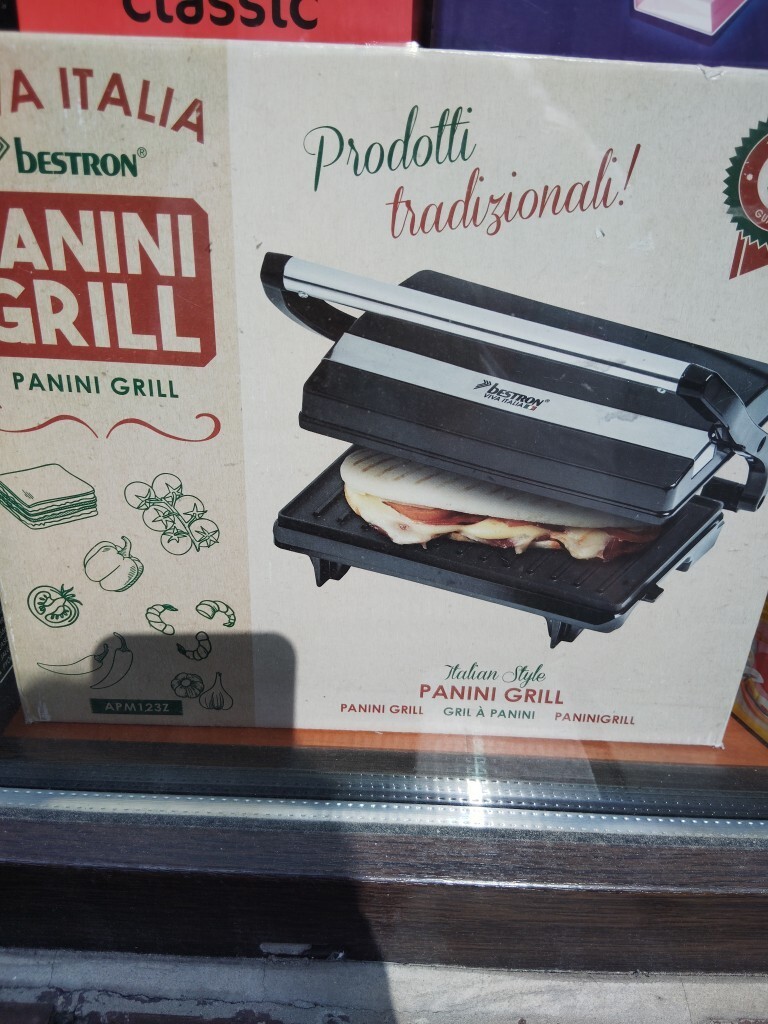 classic
A ITALIA
bestron®
ANINI
GRILL
PANINI GRILL
APM123Z
Prodotti
tradizionali!
bestron®
VIVA ITALIA
Italian Style
PANINI GRILL
PANINI GRILL GRIL À PANINI PANINIGRILL